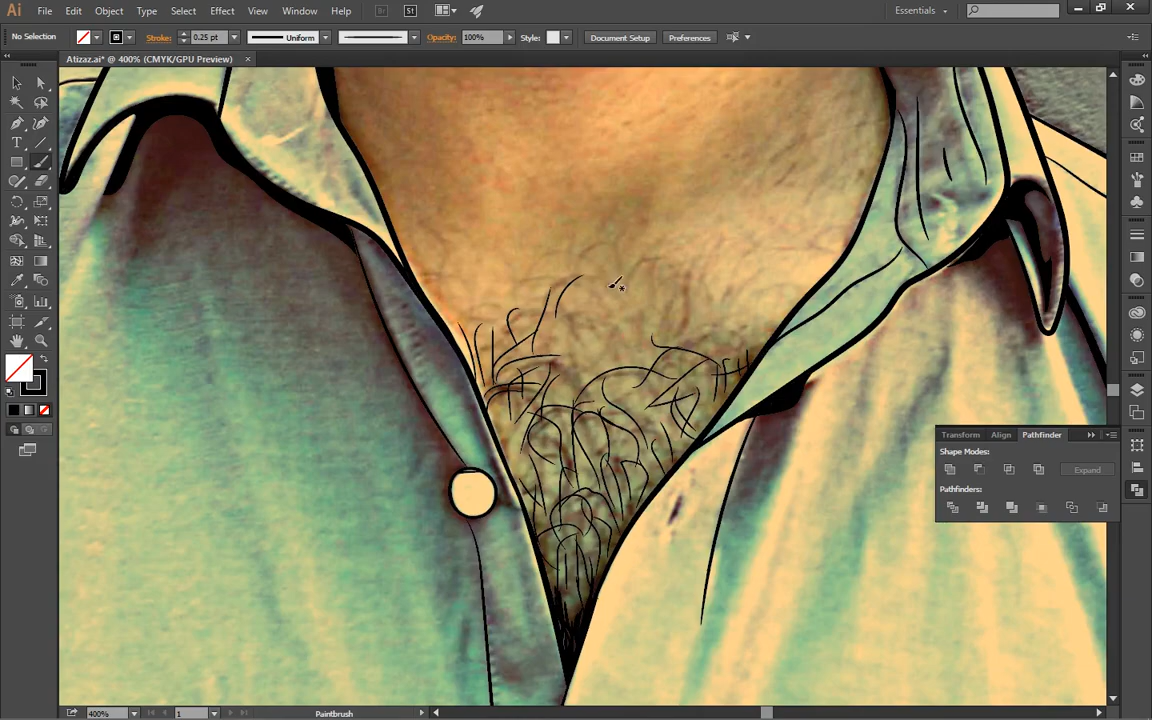 Ai File Edit Object Type Select Effect View Window Help Br St Essentials
No Selection Stroke: 0.25 pt Uniform Opacity: 100% Style: Document Setup Preferences
Atizaz.ai* @ 400% (CMYK/GPU Preview) ×
Transform Align Pathfinder
Shape Modes:
Expand
Pathfinders:
400% 1 Paintbrush